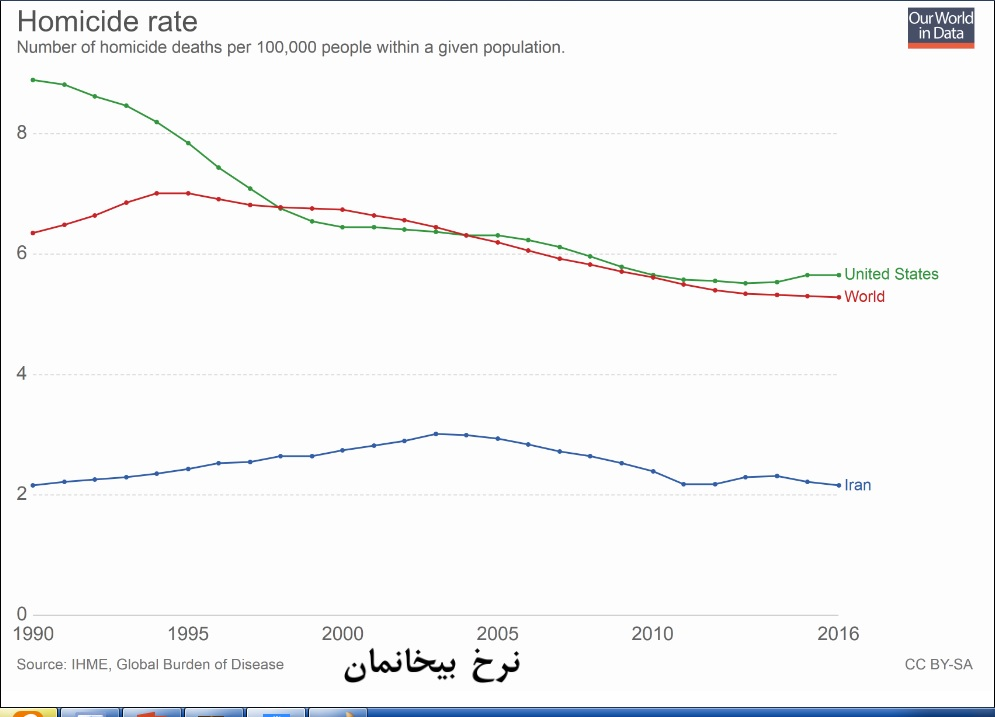 Homicide rate
Number of homicide deaths per 100,000 people within a given population.
Our World
in Data
8
6
4
2
0
United States
World
Iran
1990 1995 2000 2005 2010 2016
Source: IHME, Global Burden of Disease
نرخ بیخانمان
CC BY-SA